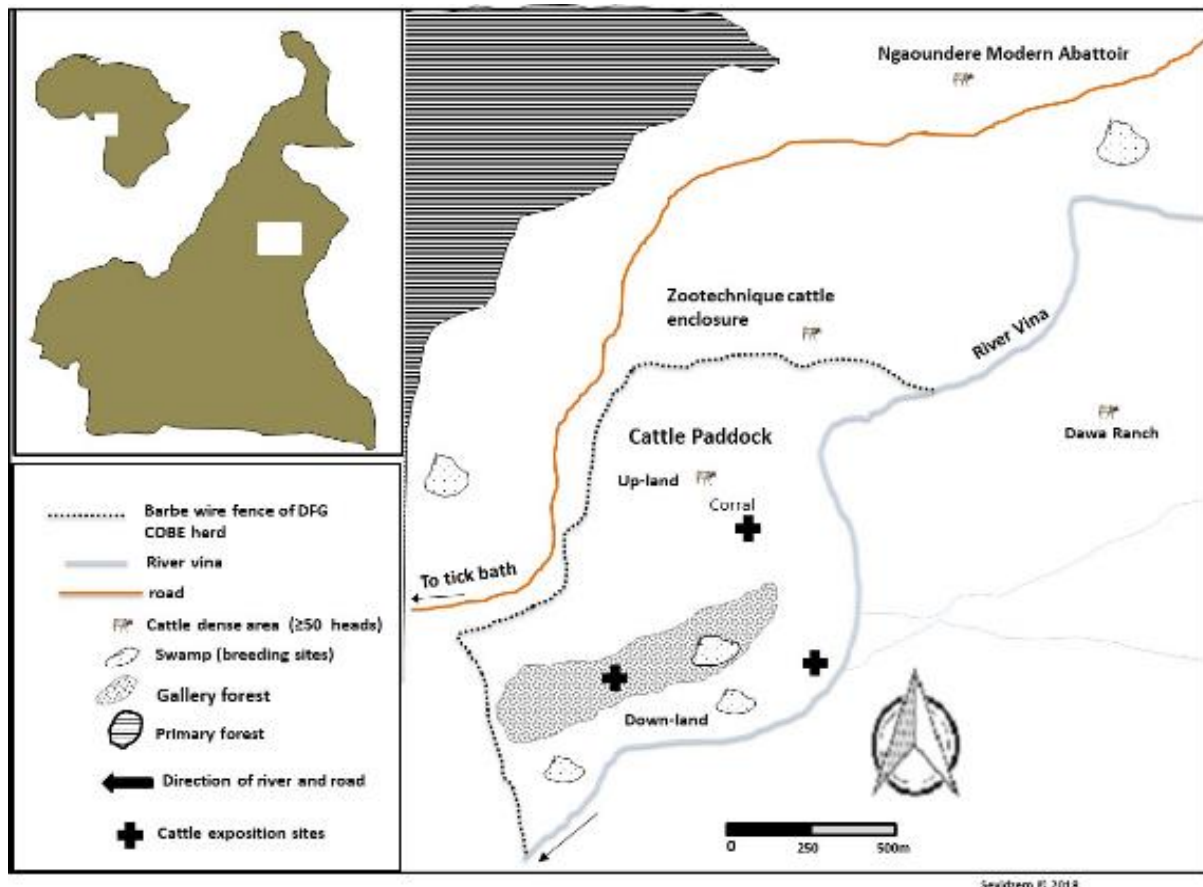 Ngaoundere Modern Abattoir
Zootechnique cattle
enclosure
River Vina
Cattle Paddock
Dawa Ranch
Up-land
Corral
To tick bath
Down-land
0 250 500m
Barbe wire fence of DFG
COBE herd
River vina
road
Cattle dense area (≥50 heads)
Swamp (breeding sites)
Gallery forest
Primary forest
Direction of river and road
Cattle exposition sites